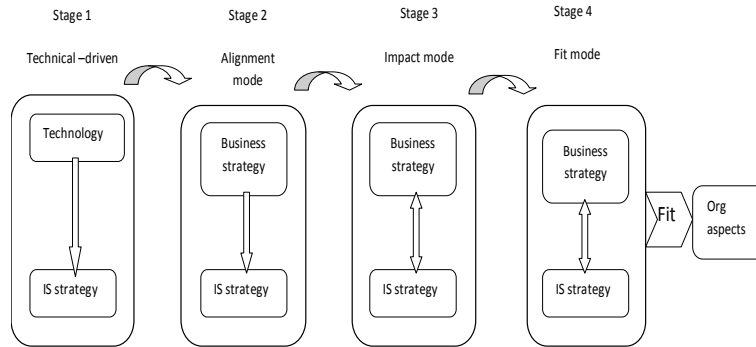 Stage 1
Stage 2
Stage 3
Stage 4
Technical –driven
Alignment
mode
Impact mode
Fit mode
Technology
IS strategy
Business
strategy
IS strategy
Business
strategy
IS strategy
Business
strategy
IS strategy
Fit
Org
aspects